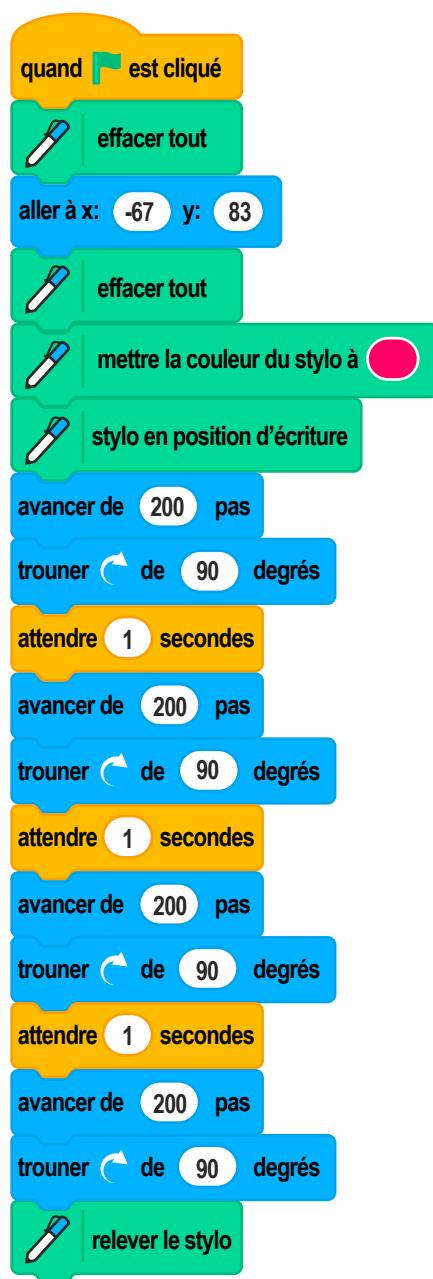 quand est cliqué
effacer tout
aller à x: -67 y: 83
effacer tout
mettre la couleur du stylo à
stylo en position d’écriture
avancer de 200 pas
trouner de 90 degrés
attendre 1 secondes
avancer de 200 pas
trouner de 90 degrés
attendre 1 secondes
avancer de 200 pas
trouner de 90 degrés
attendre 1 secondes
avancer de 200 pas
trouner de 90 degrés
relever le stylo